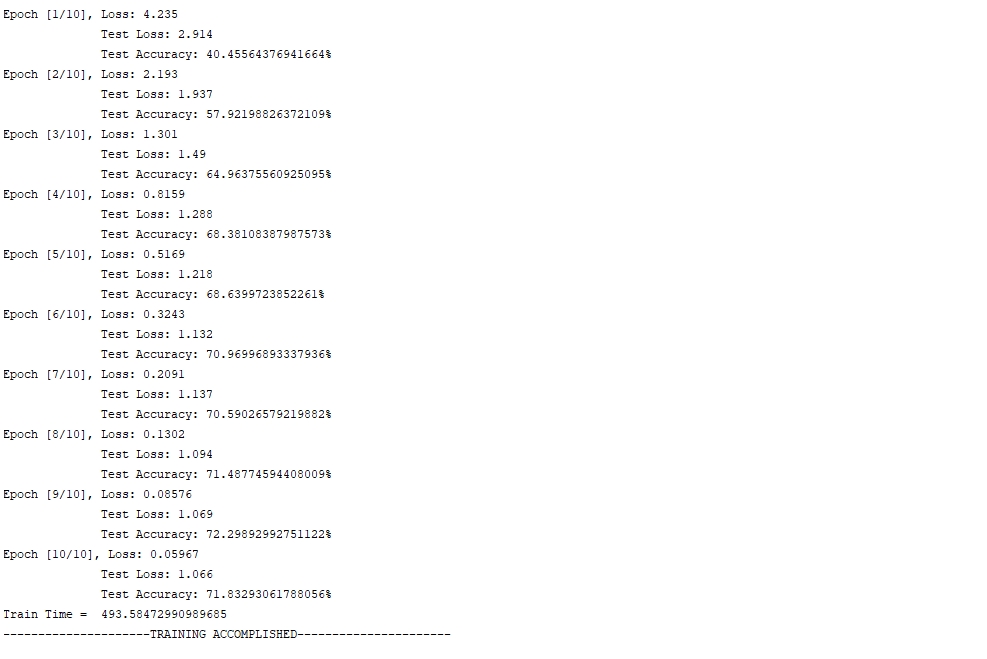 Epoch [1/10], Loss: 4.235
Test Loss: 2.914
Test Accuracy: 40.45564376941664%
Epoch [2/10], Loss: 2.193
Test Loss: 1.937
Test Accuracy: 57.92198826372109%
Epoch [3/10], Loss: 1.301
Test Loss: 1.49
Test Accuracy: 64.96375560925095%
Epoch [4/10], Loss: 0.8159
Test Loss: 1.288
Test Accuracy: 68.38108387987573%
Epoch [5/10], Loss: 0.5169
Test Loss: 1.218
Test Accuracy: 68.6399723852261%
Epoch [6/10], Loss: 0.3243
Test Loss: 1.132
Test Accuracy: 70.96996893337936%
Epoch [7/10], Loss: 0.2091
Test Loss: 1.137
Test Accuracy: 70.59026579219882%
Epoch [8/10], Loss: 0.1302
Test Loss: 1.094
Test Accuracy: 71.48774594408009%
Epoch [9/10], Loss: 0.08576
Test Loss: 1.069
Test Accuracy: 72.29892992751122%
Epoch [10/10], Loss: 0.05967
Test Loss: 1.066
Test Accuracy: 71.83293061788056%
Train Time =  493.58472990989685
---------------------TRAINING ACCOMPLISHED----------------------